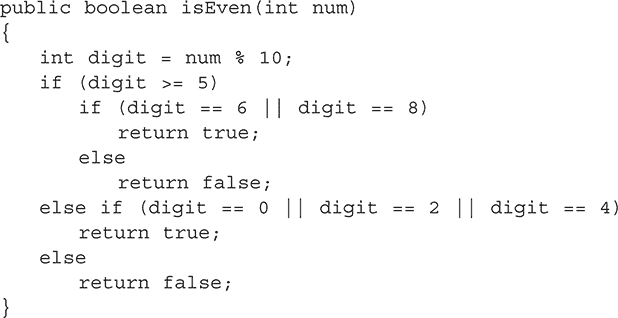 public boolean isEven(int num)
{
    int digit = num % 10;
    if (digit >= 5)
        if (digit == 6 || digit == 8)
            return true;
        else
            return false;
    else if (digit == 0 || digit == 2 || digit == 4)
        return true;
    else
        return false;
}